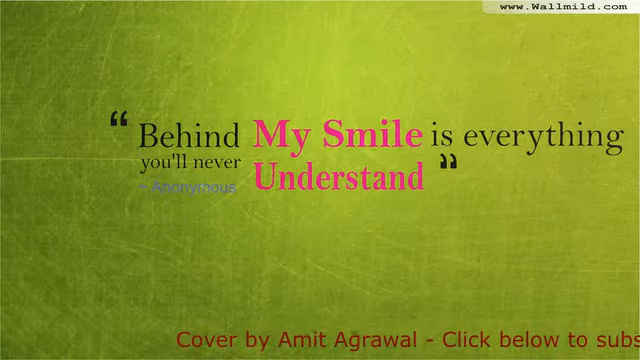 www.Wallmild.com
“ Behind My Smile is everything
you'll never Understand ”
~ Anonymous
Cover by Amit Agrawal - Click below to subs